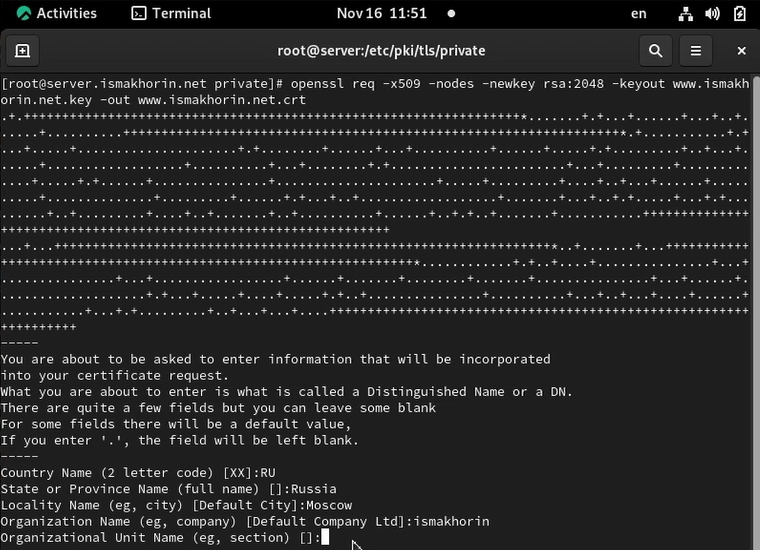 Activities Terminal Nov 16 11:51 en
root@server:/etc/pki/tls/private
[root@server.ismakhorin.net private]# openssl req -x509 -nodes -newkey rsa:2048 -keyout www.ismakh
orin.net.key -out www.ismakhorin.net.crt
-----
You are about to be asked to enter information that will be incorporated
into your certificate request.
What you are about to enter is what is called a Distinguished Name or a DN.
There are quite a few fields but you can leave some blank
For some fields there will be a default value,
If you enter '.', the field will be left blank.
-----
Country Name (2 letter code) [XX]:RU
State or Province Name (full name) []:Russia
Locality Name (eg, city) [Default City]:Moscow
Organization Name (eg, company) [Default Company Ltd]:ismakhorin
Organizational Unit Name (eg, section) []: